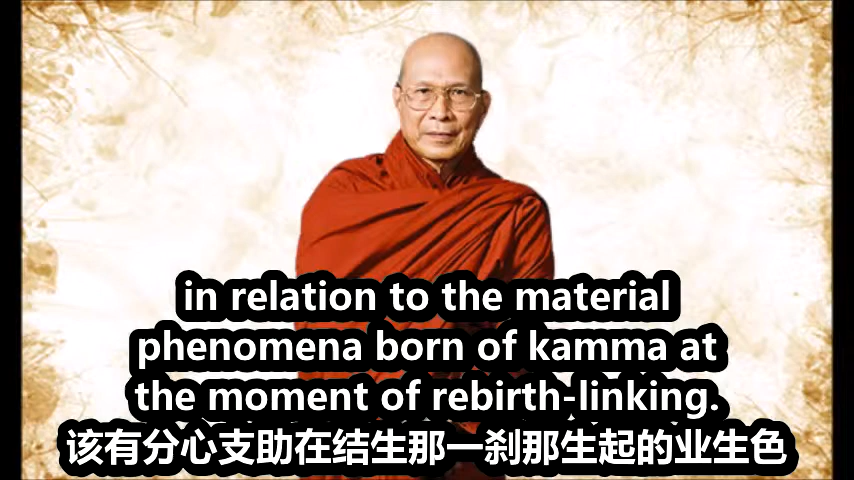 in relation to the material
phenomena born of kamma at
the moment of rebirth-linking.
该有分心支助在结生那一刹那生起的业生色